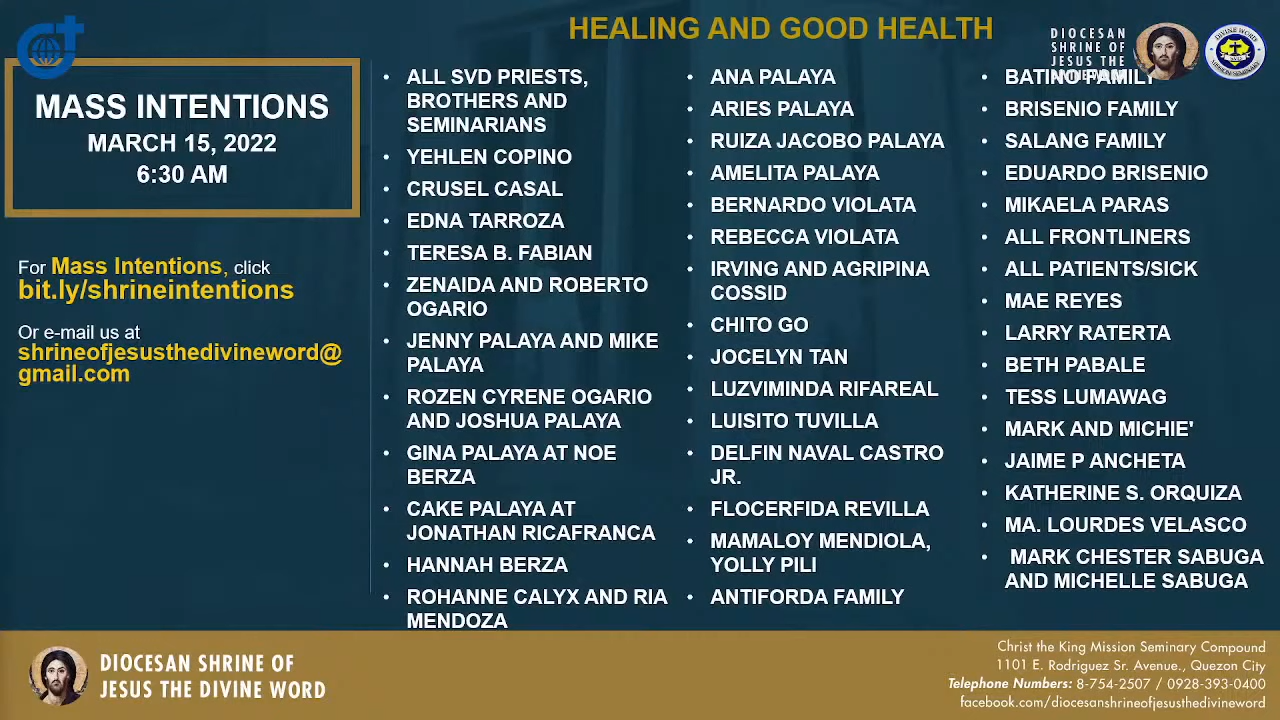 HEALING AND GOOD HEALTH
DIOCESAN
SHRINE OF
JESUS THE
MASS INTENTIONS
MARCH 15, 2022
6:30 AM
For Mass Intentions, click
bit.ly/shrineintentions
Or e-mail us at
shrineofjesusthedivineword@
gmail.com
• ALL SVD PRIESTS,
BROTHERS AND
SEMINARIANS
• YEHLEN COPINO
• CRUSEL CASAL
• EDNA TARROZA
• TERESA B. FABIAN
• ZENAIDA AND ROBERTO
OGARIO
• JENNY PALAYA AND MIKE
PALAYA
• ROZEN CYRENE OGARIO
AND JOSHUA PALAYA
• GINA PALAYA AT NOE
BERZA
• CAKE PALAYA AT
JONATHAN RICAFRANCA
• HANNAH BERZA
• ROHANNE CALYX AND RIA
MENDOZA
• ANA PALAYA
• ARIES PALAYA
• RUIZA JACOBO PALAYA
• AMELITA PALAYA
• BERNARDO VIOLATA
• REBECCA VIOLATA
• IRVING AND AGRIPINA
COSSID
• CHITO GO
• JOCELYN TAN
• LUZVIMINDA RIFAREAL
• LUISITO TUVILLA
• DELFIN NAVAL CASTRO
JR.
• FLOCERFIDA REVILLA
• MAMALOY MENDIOLA,
YOLLY PILI
• ANTIFORDA FAMILY
• BATINO FAMILY
• BRISENIO FAMILY
• SALANG FAMILY
• EDUARDO BRISENIO
• MIKAELA PARAS
• ALL FRONTLINERS
• ALL PATIENTS/SICK
• MAE REYES
• LARRY RATERTA
• BETH PABALE
• TESS LUMAWAG
• MARK AND MICHIE'
• JAIME P ANCHETA
• KATHERINE S. ORQUIZA
• MA. LOURDES VELASCO
• MARK CHESTER SABUGA
AND MICHELLE SABUGA
DIOCESAN SHRINE OF
JESUS THE DIVINE WORD
Christ the King Mission Seminary Compound
1101 E. Rodriguez Sr. Avenue., Quezon City
Telephone Numbers: 8-754-2507 / 0928-393-0400
facebook.com/diocesanshrineofjesusthedivineword